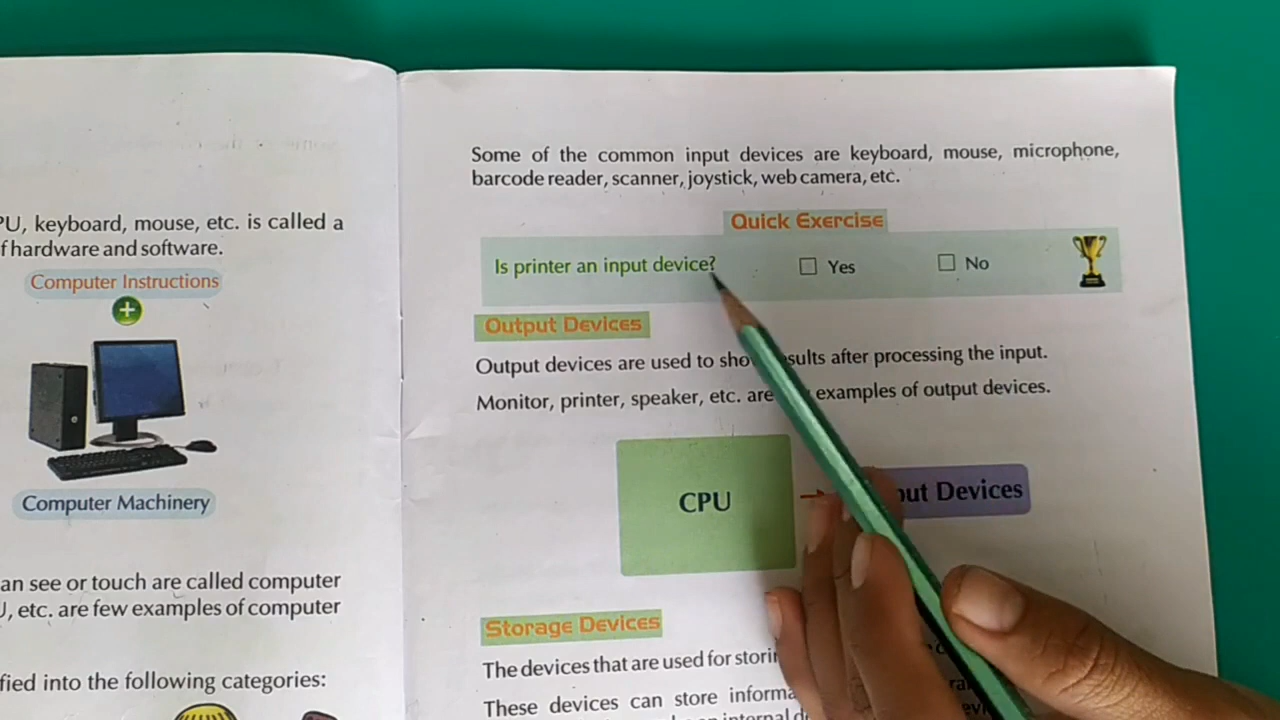 PU, keyboard, mouse, etc. is called a
f hardware and software.
Computer Instructions
Computer Machinery
an see or touch are called computer
U, etc. are few examples of computer
fied into the following categories:
Some of the common input devices are keyboard, mouse, microphone,
barcode reader, scanner, joystick, web camera, etc.
Quick Exercise
Is printer an input device? Yes No
Output Devices
Output devices are used to sho sults after processing the input.
Monitor, printer, speaker, etc. are examples of output devices.
CPU
put Devices
Storage Devices
The devices that are used for stori
These devices can store informa